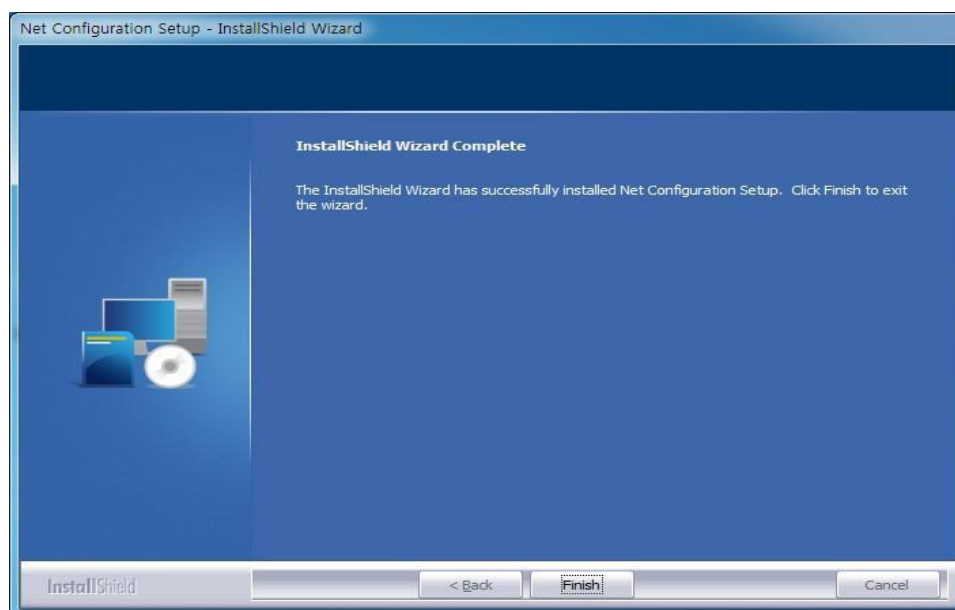 Net Configuration Setup - InstallShield Wizard
InstallShield Wizard Complete
The InstallShield Wizard has successfully installed Net Configuration Setup. Click Finish to exit
the wizard.
InstallShield
< Back
Finish
Cancel